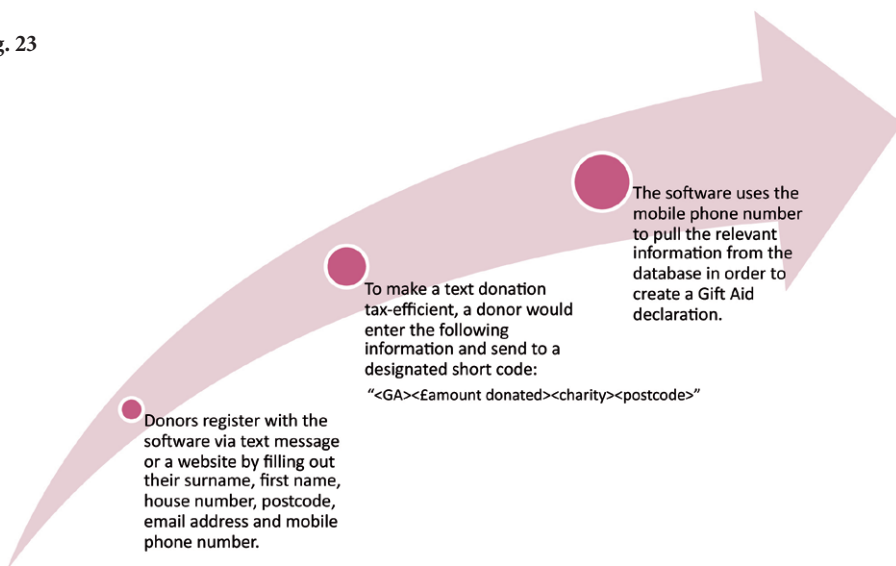 g. 23
Donors register with the
software via text message
or a website by filling out
their surname, first name,
house number, postcode,
email address and mobile
phone number.
To make a text donation
tax-efficient, a donor would
enter the following
information and send to a
designated short code:
“<GA><£amount donated><charity><postcode>”
The software uses the
mobile phone number
to pull the relevant
information from the
database in order to
create a Gift Aid
declaration.